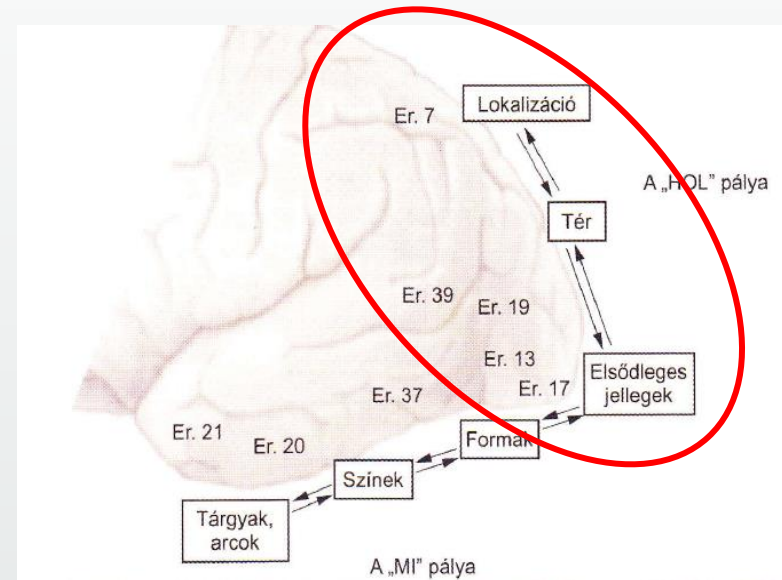 Lokalizáció
Er. 7
A „HOL” pálya
Tér
Er. 39
Er. 19
Er. 13
Elsődleges
jellegek
Er. 37
Er. 17
Er. 21
Er. 20
Formák
Színek
Tárgyak,
arcok
A „MI” pálya